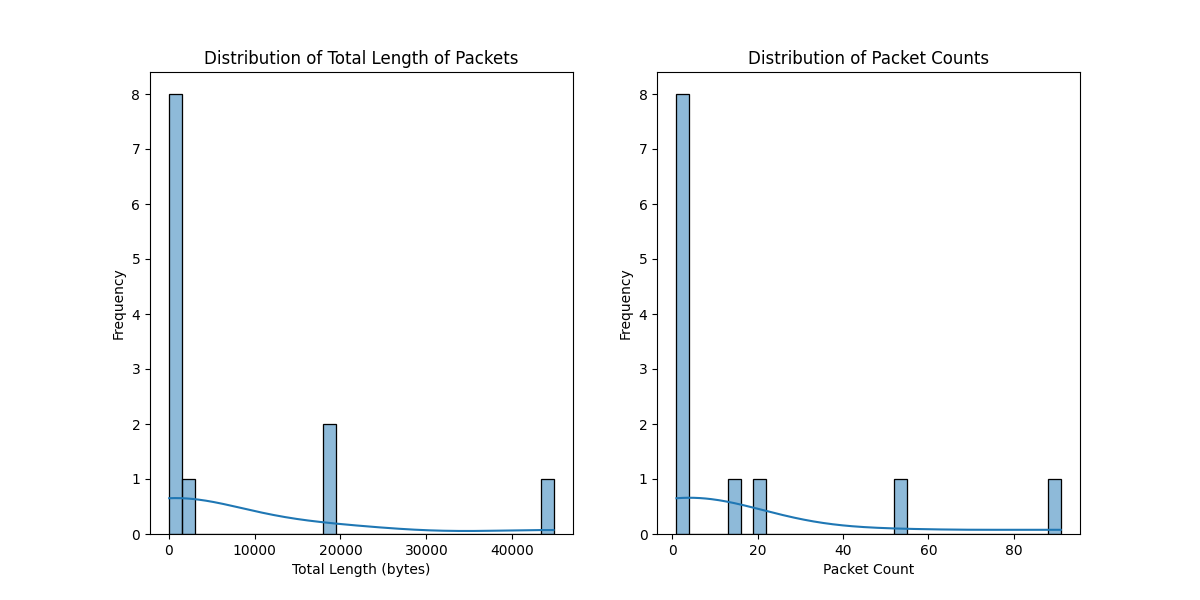 Distribution of Total Length of Packets
8
7
6
5
4
3
2
1
0
Frequency
0 10000 20000 30000 40000
Total Length (bytes)
Distribution of Packet Counts
8
7
6
5
4
3
2
1
0
Frequency
0 20 40 60 80
Packet Count